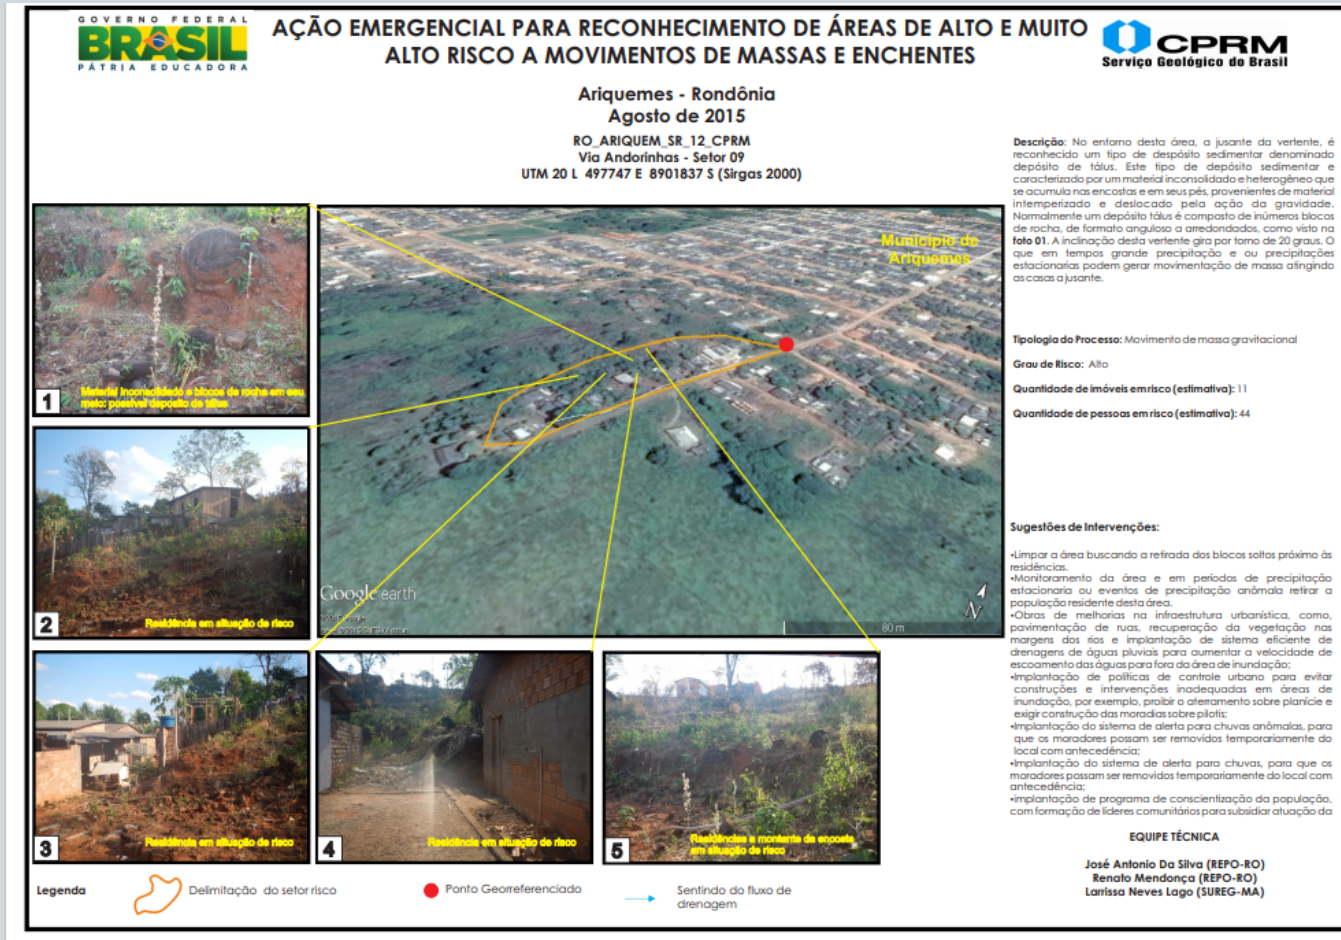 GOVERNO FEDERAL
BRASIL
PÁTRIA EDUCADORA
AÇÃO EMERGENCIAL PARA RECONHECIMENTO DE ÁREAS DE ALTO E MUITO
ALTO RISCO A MOVIMENTOS DE MASSAS E ENCHENTES
CPRM
Serviço Geológico do Brasil
Ariquemes - Rondônia
Agosto de 2015
RO_ARIQUEM_SR_12_CPRM
Via Andorinhas - Setor 09
UTM 20 L 497747 E 8901837 S (Sirgas 2000)
Descrição: No entorno desta área, a jusante da vertente, é
reconhecido um tipo de despósito sedimentar denominado
depósito de tálus. Este tipo de depósito sedimentar e
caracterizado por um material inconsolidado e heterogêneo que
se acumula nas encostas e em seus pés, provenientes de material
intemperizado e deslocado pela ação da gravidade.
Normalmente um depósito tálus é composto de inúmeros blocos
de rocha, de formato anguloso a arredondados, como visto na
foto 01. A inclinação desta vertente gira por torno de 20 graus. O
que em tempos grande precipitação e ou precipitações
estacionarias podem gerar movimentação de massa atingindo
as casas a jusante.
Tipologia do Processo: Movimento de massa gravitacional
Grau de Risco: Alto
Quantidade de imóveis em risco (estimativa): 11
Quantidade de pessoas em risco (estimativa): 44
Sugestões de Intervenções:
•Limpar a área buscando a retirada dos blocos soltos próximo às
residências.
•Monitoramento da área e em períodos de precipitação
estacionaria ou eventos de precipitação anômala retirar a
população residente desta área.
•Obras de melhorias na infraestrutura urbanística, como,
pavimentação de ruas, recuperação da vegetação nas
margens dos rios e implantação de sistema eficiente de
drenagens de águas pluviais para aumentar a velocidade de
escoamento das águas para fora da área de inundação;
•Implantação de políticas de controle urbano para evitar
construções e intervenções inadequadas em áreas de
inundação, por exemplo, proibir o aterramento sobre planície e
exigir construção das moradias sobre pilotis;
•Implantação do sistema de alerta para chuvas anômalas, para
que os moradores possam ser removidos temporariamente do
local com antecedência;
•Implantação do sistema de alerta para chuvas, para que os
moradores possam ser removidos temporariamente do local com
antecedência;
•implantação de programa de conscientização da população,
com formação de líderes comunitários para subsidiar atuação da
EQUIPE TÉCNICA
José Antonio Da Silva (REPO-RO)
Renato Mendonça (REPO-RO)
Larrissa Neves Lago (SUREG-MA)
Município de
Ariquemes
Google earth
80 m
N
1
Material inconsolidado e blocos de rocha em seu
meio: possível deposito de tálus
2
Residência em situação de risco
3
Residência em situação de risco
4
Residência em situação de risco
5
Residências a montante da encosta
em situação de risco
Legenda
Delimitação do setor risco
Ponto Georreferenciado
Sentindo do fluxo de
drenagem